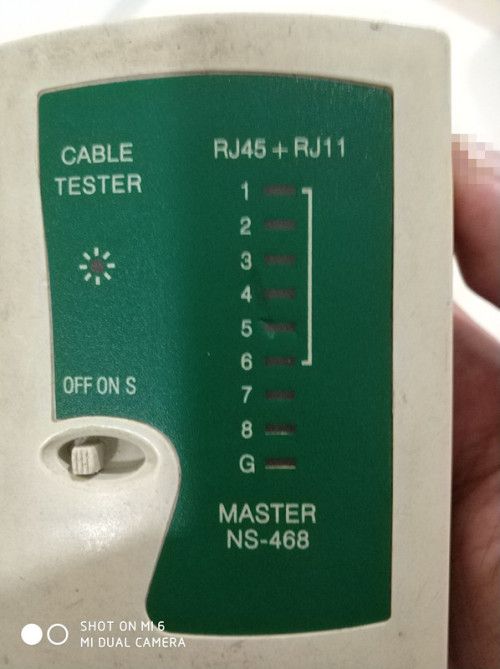 CABLE
TESTER
OFF ON S
RJ45 + RJ11
1
2
3
4
5
6
7
8
G
MASTER
NS-468
SHOT ON MI 6
MI DUAL CAMERA